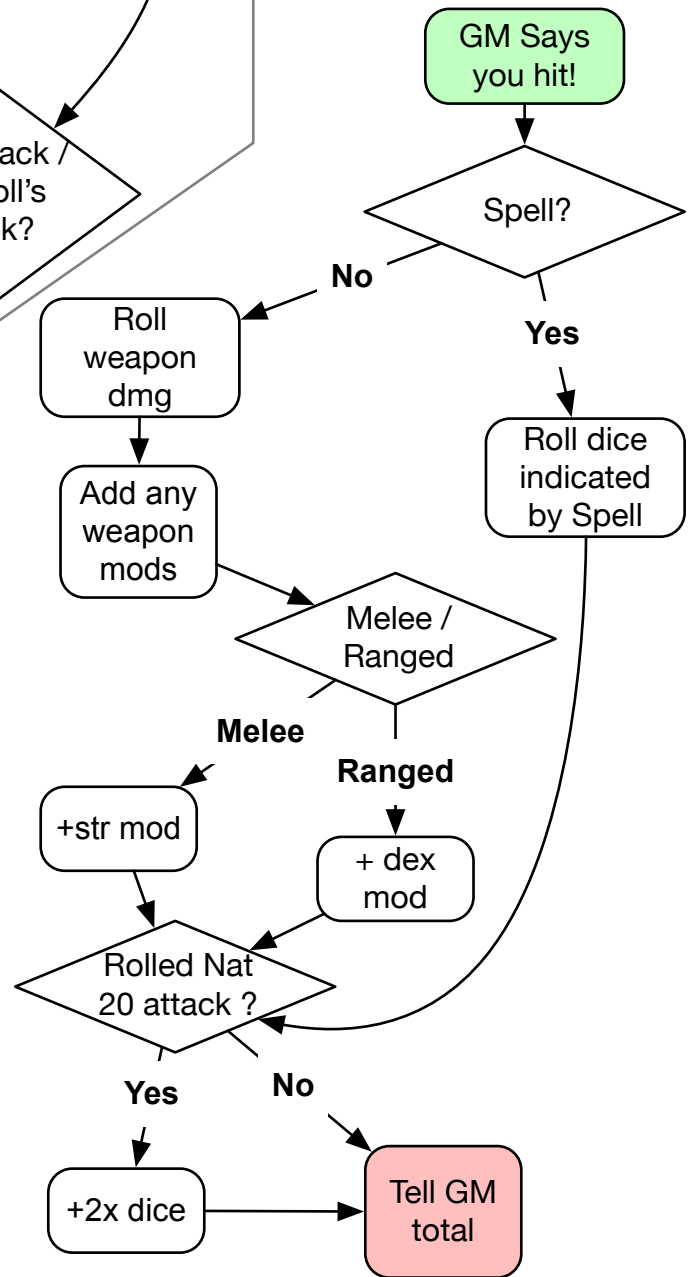 GM Says
you hit!
ack /
oll's
k?
Spell?
No
Yes
Roll
weapon
dmg
Roll dice
indicated
by Spell
Add any
weapon
mods
Melee /
Ranged
Melee
Ranged
+str mod
+ dex
mod
Rolled Nat
20 attack ?
Yes
No
+2x dice
Tell GM
total